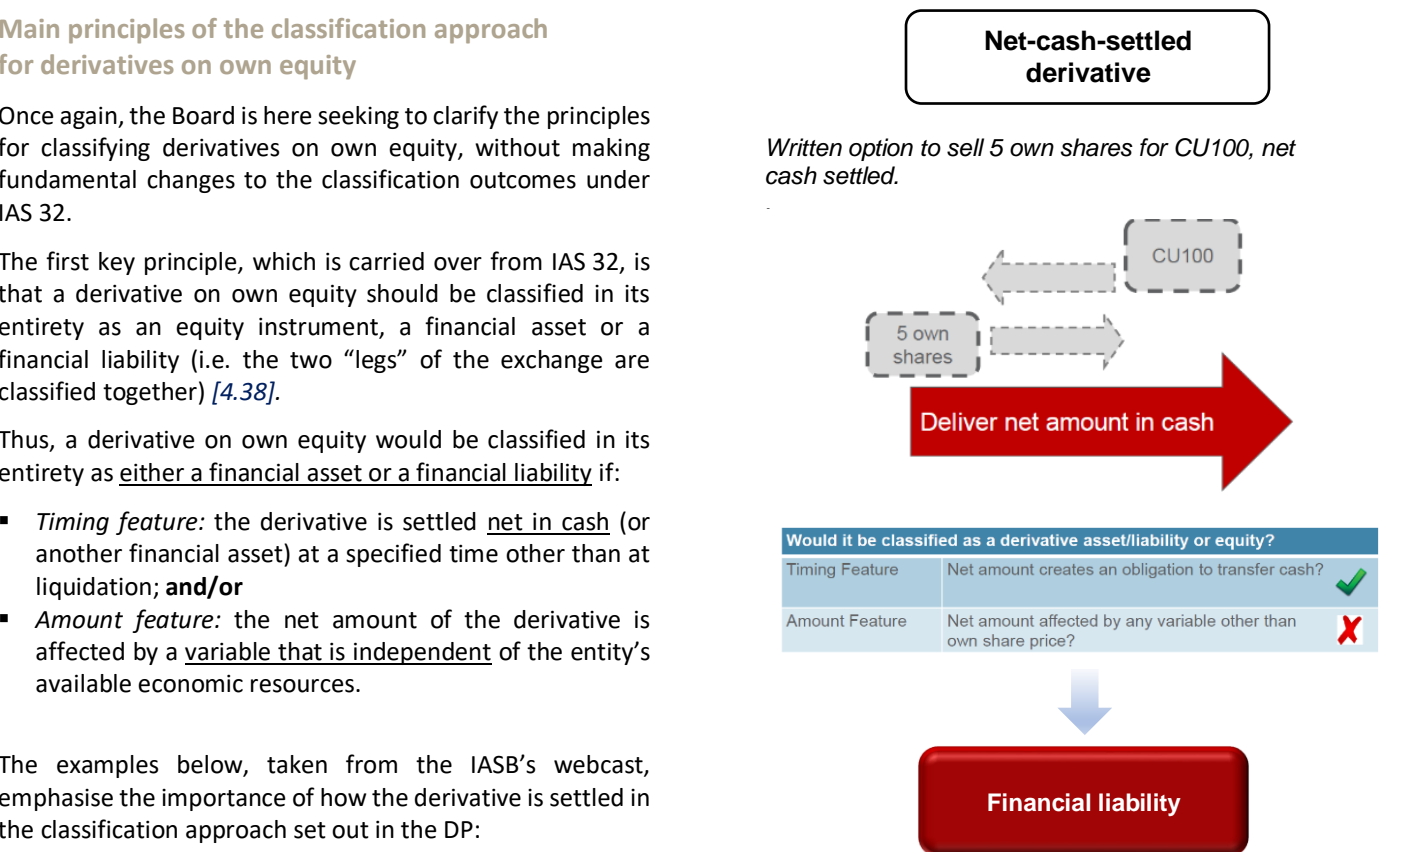 Main principles of the classification approach
for derivatives on own equity
Once again, the Board is here seeking to clarify the principles
for classifying derivatives on own equity, without making
fundamental changes to the classification outcomes under
IAS 32.
The first key principle, which is carried over from IAS 32, is
that a derivative on own equity should be classified in its
entirety as an equity instrument, a financial asset or a
financial liability (i.e. the two “legs” of the exchange are
classified together) [4.38].
Thus, a derivative on own equity would be classified in its
entirety as either a financial asset or a financial liability if:
▪ Timing feature: the derivative is settled net in cash (or
another financial asset) at a specified time other than at
liquidation; and/or
▪ Amount feature: the net amount of the derivative is
affected by a variable that is independent of the entity’s
available economic resources.
The examples below, taken from the IASB’s webcast,
emphasise the importance of how the derivative is settled in
the classification approach set out in the DP:
Net-cash-settled
derivative
Written option to sell 5 own shares for CU100, net
cash settled.
CU100
5 own
shares
Deliver net amount in cash
Would it be classified as a derivative asset/liability or equity?
Timing Feature Net amount creates an obligation to transfer cash?
Amount Feature Net amount affected by any variable other than
own share price?
Financial liability